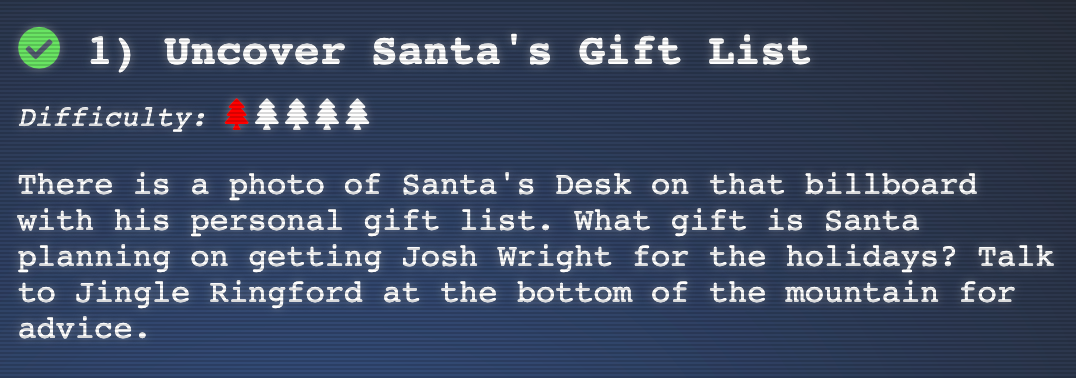 1) Uncover Santa's Gift List
Difficulty:
There is a photo of Santa's Desk on that billboard
with his personal gift list. What gift is Santa
planning on getting Josh Wright for the holidays? Talk
to Jingle Ringford at the bottom of the mountain for
advice.